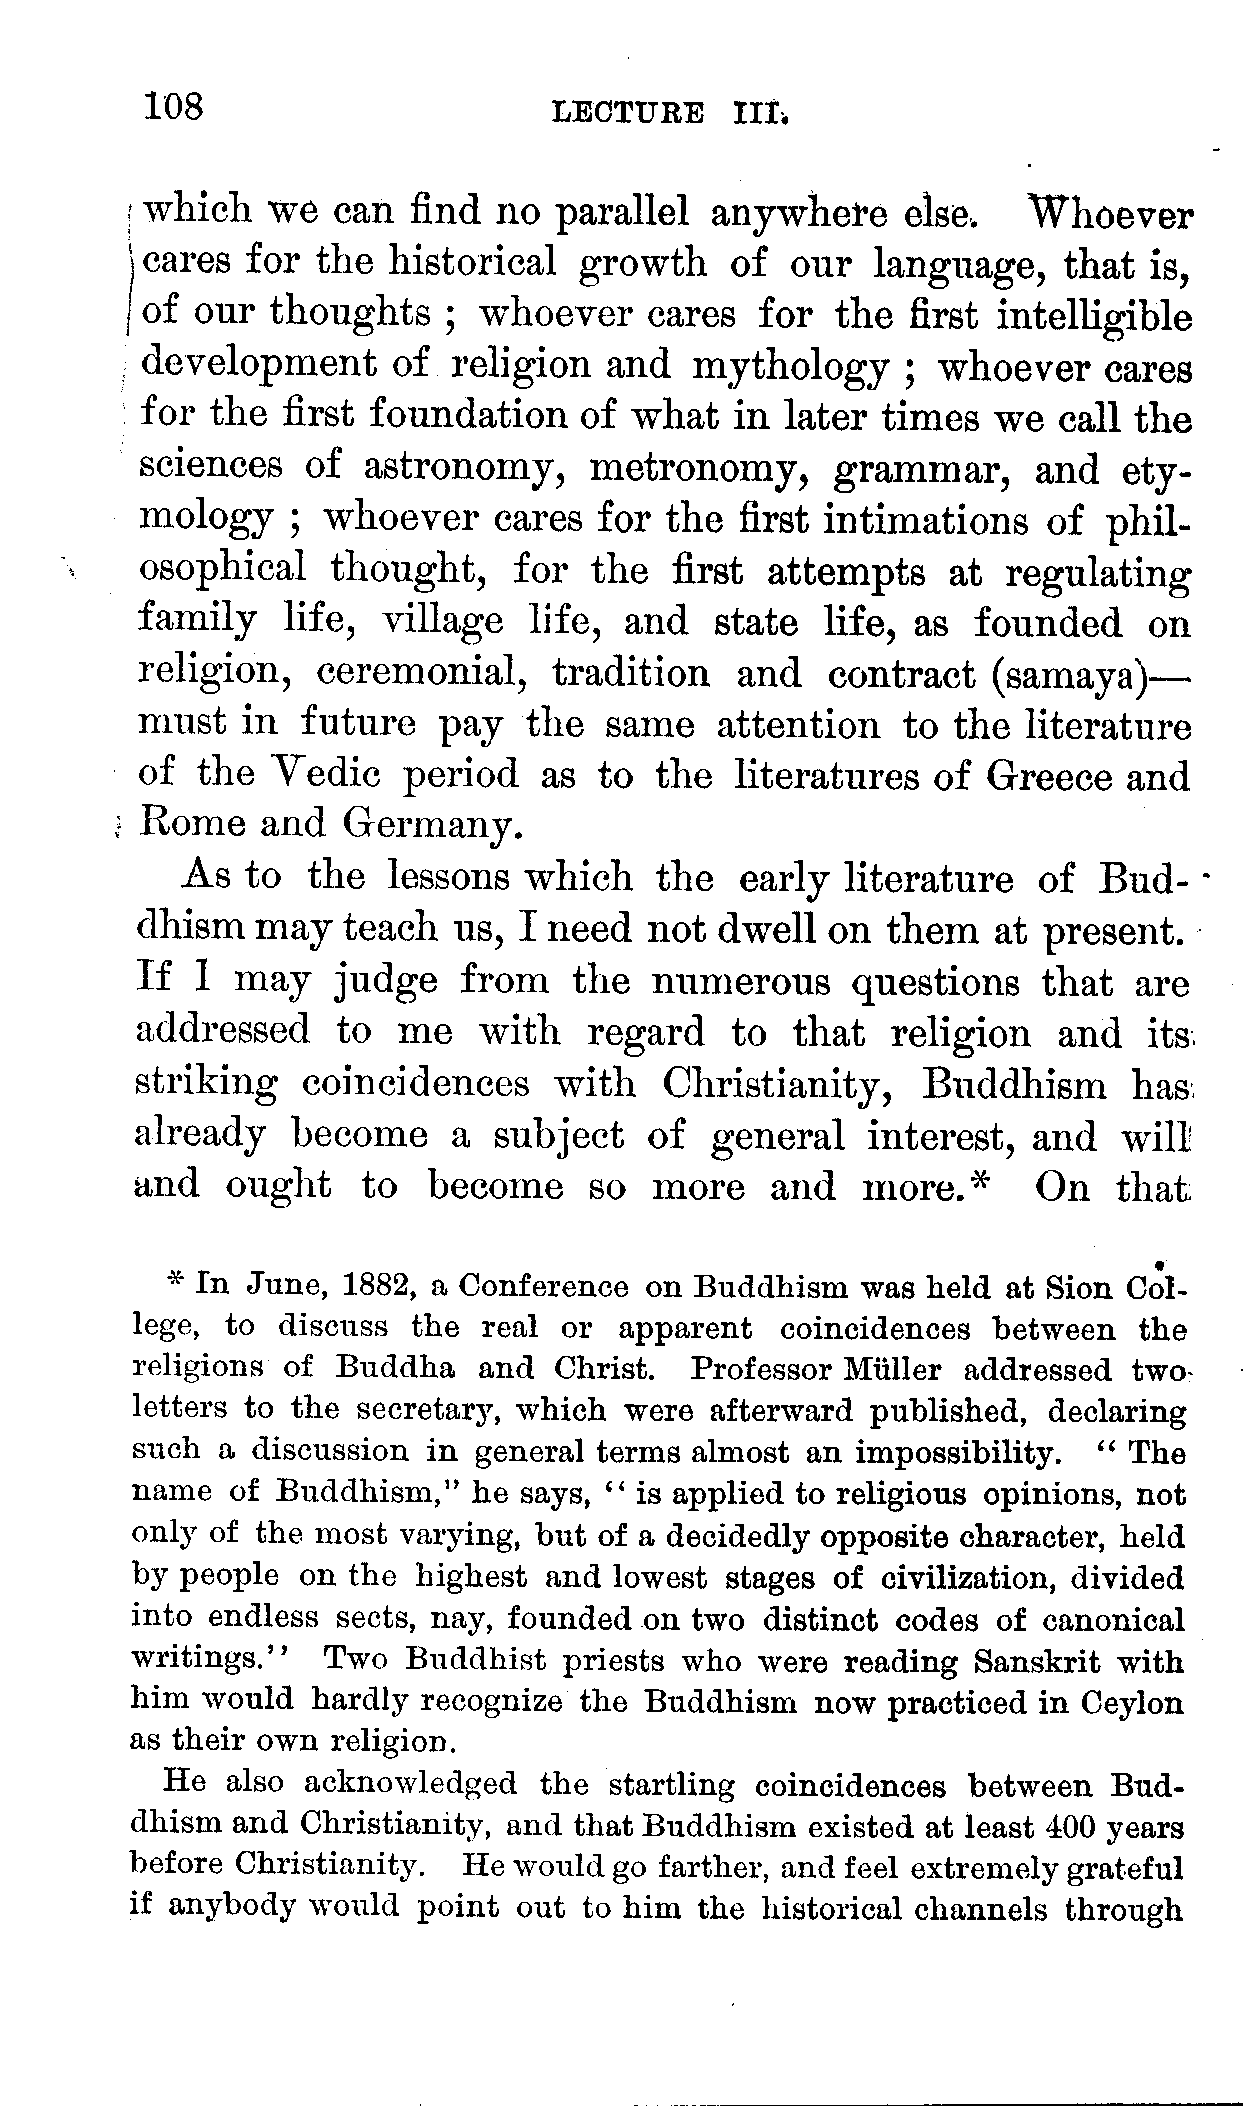 108 LECTURE III.
which we can find no parallel anywhere else. Whoever
cares for the historical growth of our language, that is,
of our thoughts ; whoever cares for the first intelligible
development of religion and mythology ; whoever cares
for the first foundation of what in later times we call the
sciences of astronomy, metronomy, grammar, and ety-
mology ; whoever cares for the first intimations of phil-
osophical thought, for the first attempts at regulating
family life, village life, and state life, as founded on
religion, ceremonial, tradition and contract (samaya)—
must in future pay the same attention to the literature
of the Vedic period as to the literatures of Greece and
Rome and Germany.
As to the lessons which the early literature of Bud-
dhism may teach us, I need not dwell on them at present.
If I may judge from the numerous questions that are
addressed to me with regard to that religion and its
striking coincidences with Christianity, Buddhism has
already become a subject of general interest, and will
and ought to become so more and more.* On that
* In June, 1882, a Conference on Buddhism was held at Sion Col-
lege, to discuss the real or apparent coincidences between the
religions of Buddha and Christ. Professor Müller addressed two
letters to the secretary, which were afterward published, declaring
such a discussion in general terms almost an impossibility. “ The
name of Buddhism,” he says, “ is applied to religious opinions, not
only of the most varying, but of a decidedly opposite character, held
by people on the highest and lowest stages of civilization, divided
into endless sects, nay, founded on two distinct codes of canonical
writings.” Two Buddhist priests who were reading Sanskrit with
him would hardly recognize the Buddhism now practiced in Ceylon
as their own religion.
He also acknowledged the startling coincidences between Bud-
dhism and Christianity, and that Buddhism existed at least 400 years
before Christianity. He would go farther, and feel extremely grateful
if anybody would point out to him the historical channels through